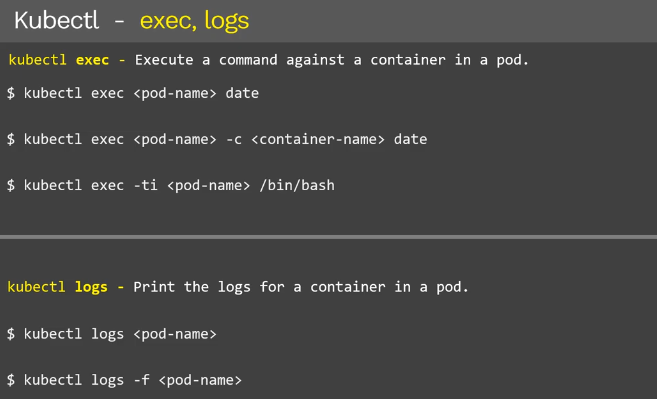 Kubectl - exec, logs
kubectl exec - Execute a command against a container in a pod.
$ kubectl exec <pod-name> date
$ kubectl exec <pod-name> -c <container-name> date
$ kubectl exec -ti <pod-name> /bin/bash
kubectl logs - Print the logs for a container in a pod.
$ kubectl logs <pod-name>
$ kubectl logs -f <pod-name>